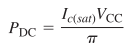 P_DC = I_c(sat)V_CC / π